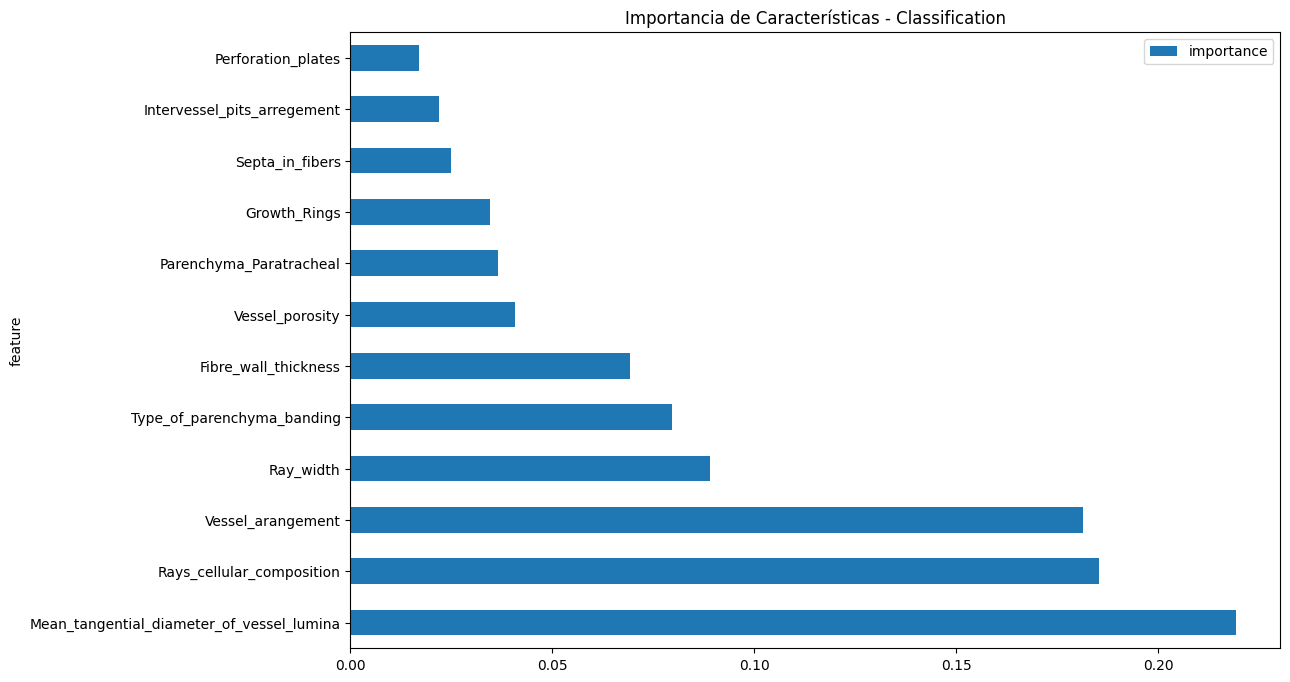 Importancia de Características - Classification
importance
feature
Perforation_plates
Intervessel_pits_arregement
Septa_in_fibers
Growth_Rings
Parenchyma_Paratracheal
Vessel_porosity
Fibre_wall_thickness
Type_of_parenchyma_banding
Ray_width
Vessel_arangement
Rays_cellular_composition
Mean_tangential_diameter_of_vessel_lumina
0.00 0.05 0.10 0.15 0.20